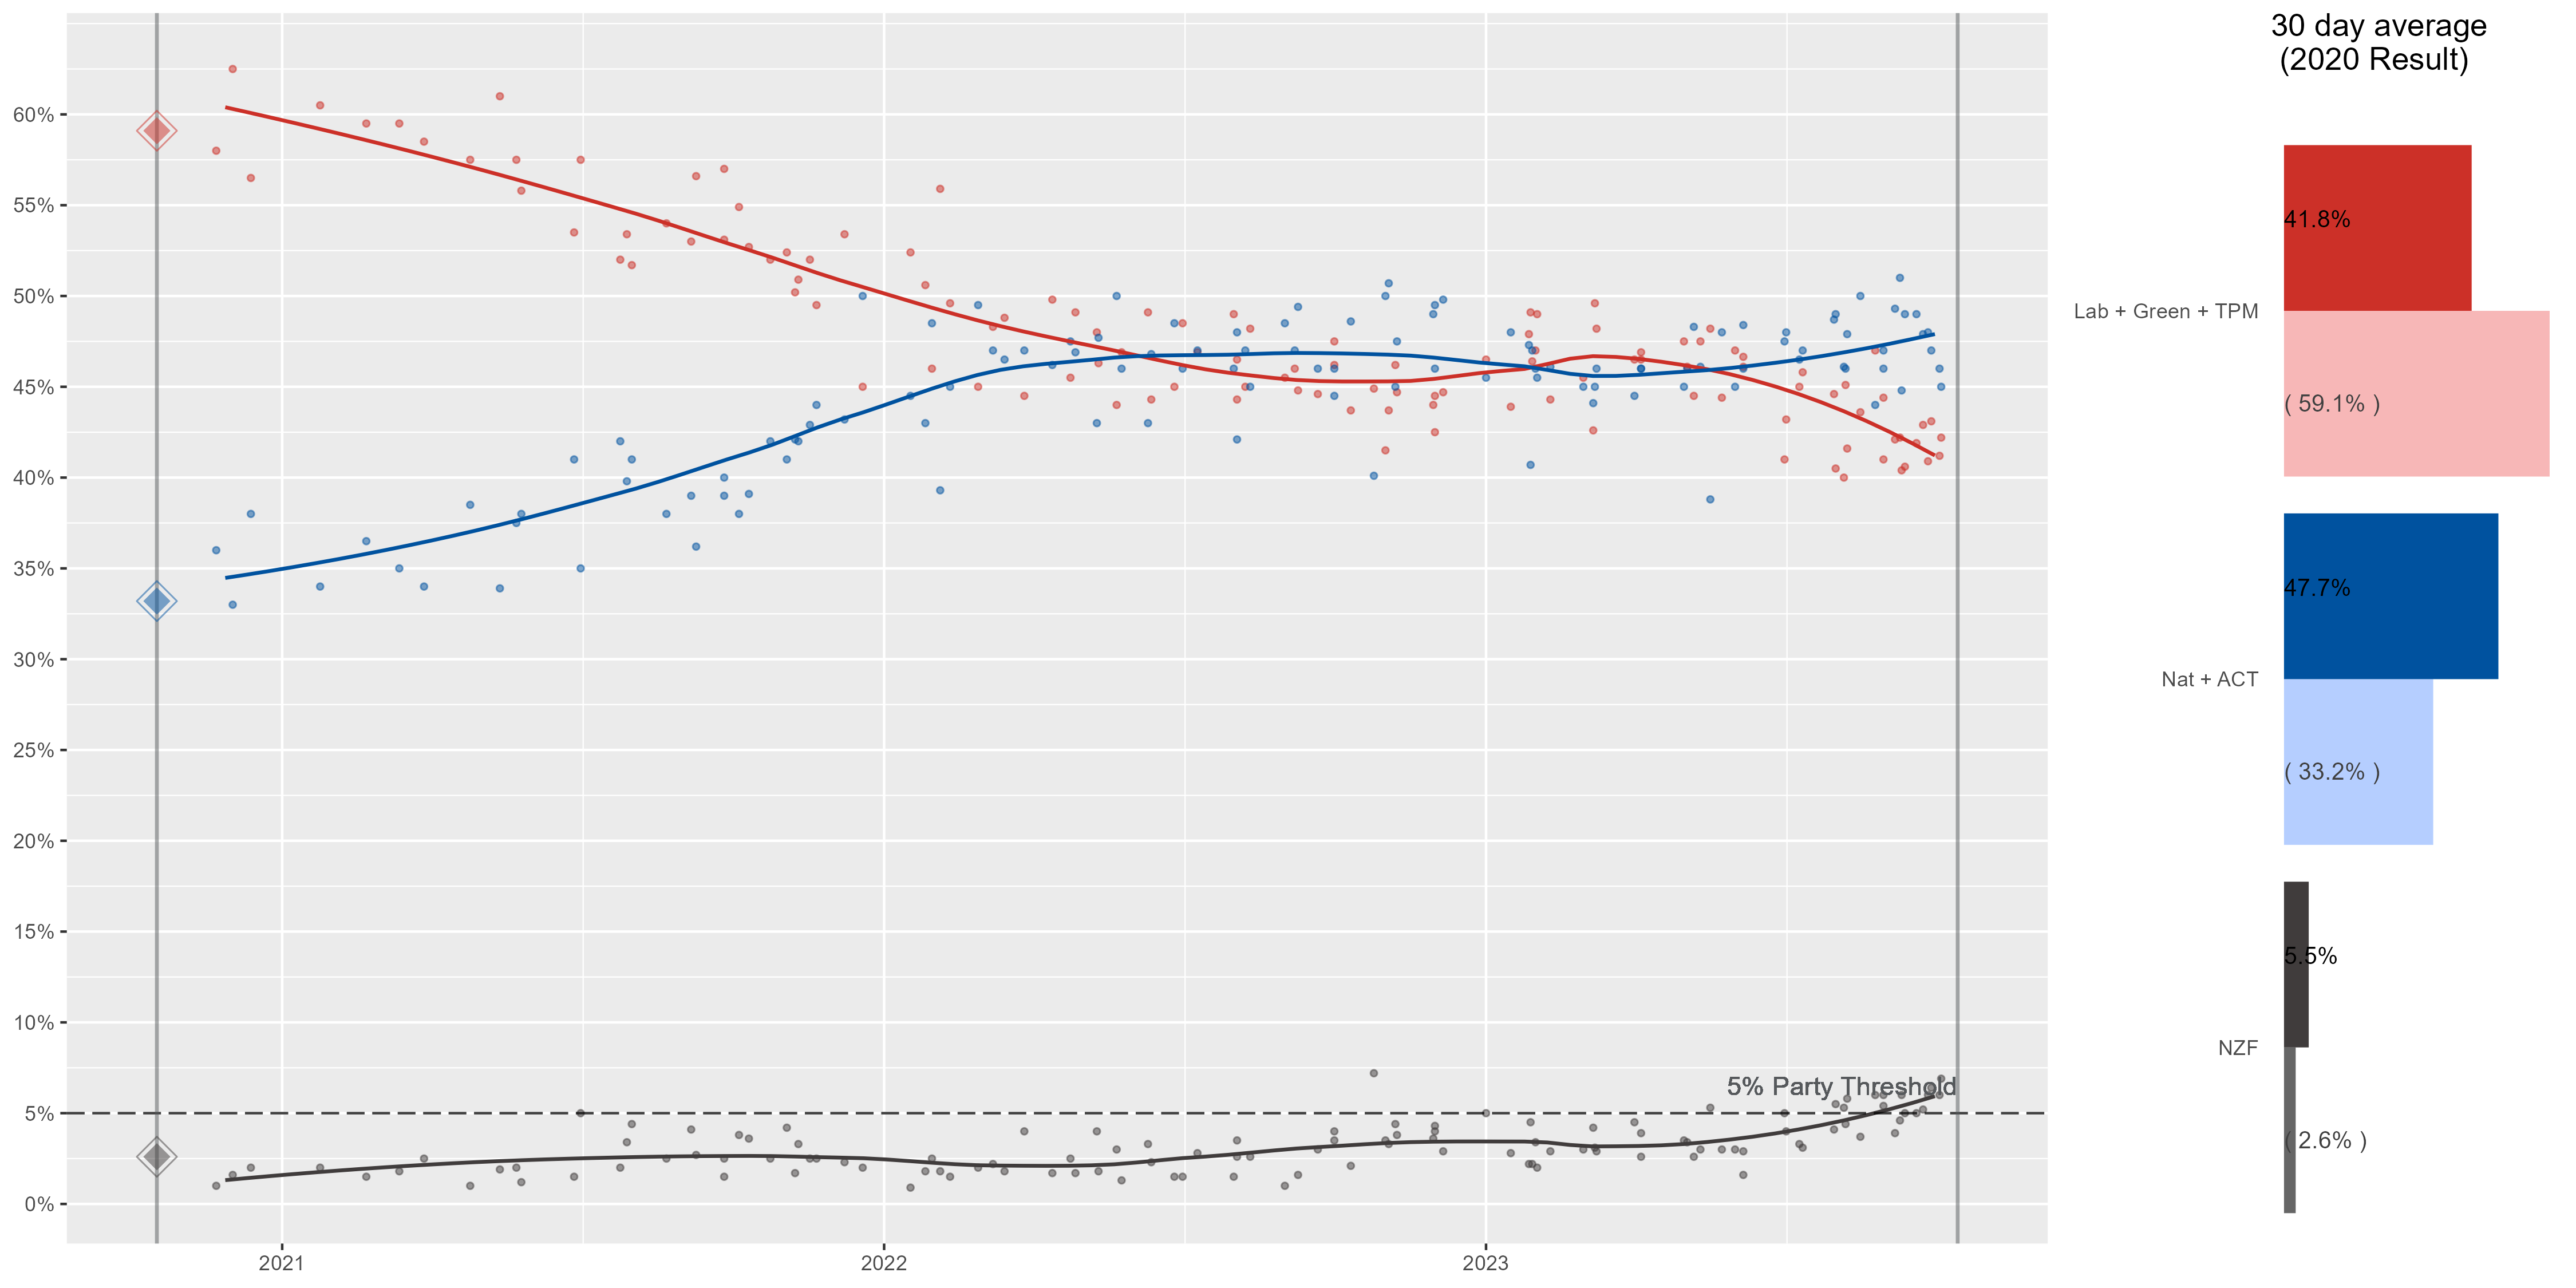 60%
55%
50%
45%
40%
35%
30%
25%
20%
15%
10%
5%
0%
5% Party Threshold
2021
2022
2023
30 day average
(2020 Result)
Lab + Green + TPM
41.8%
( 59.1% )
Nat + ACT
47.7%
( 33.2% )
NZF
5.5%
( 2.6% )